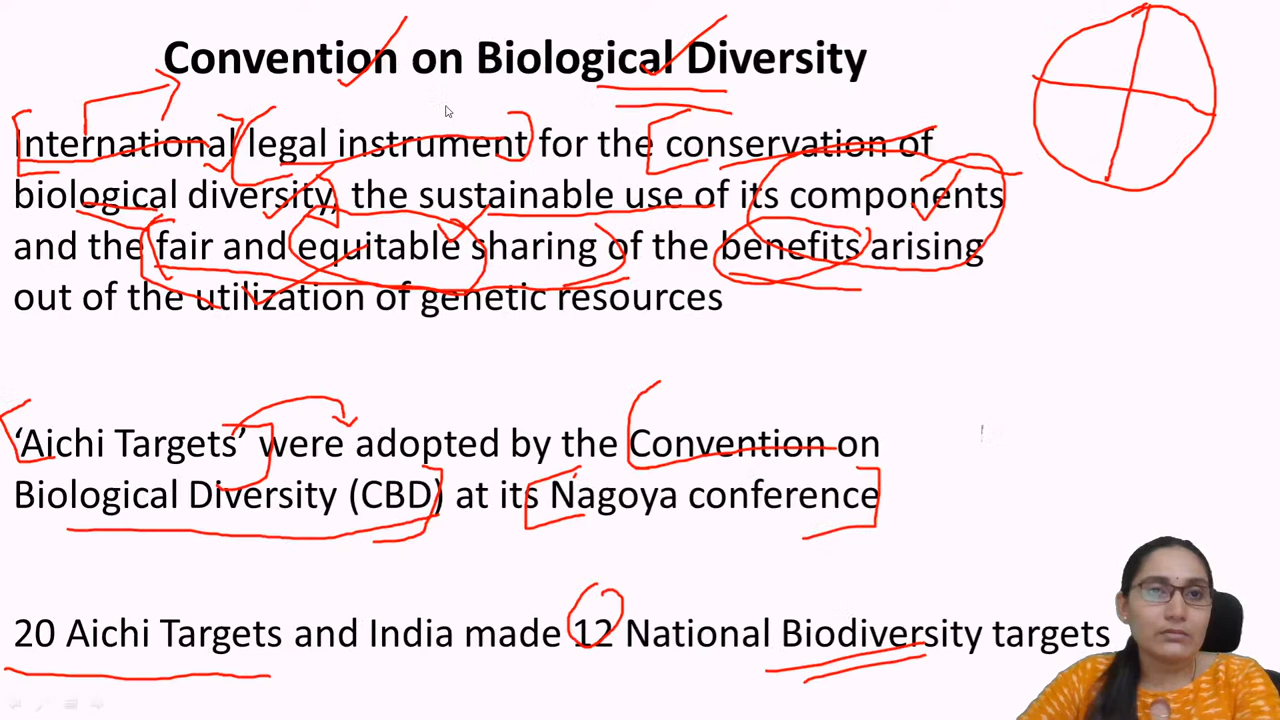 Convention on Biological Diversity
International legal instrument for the conservation of
biological diversity, the sustainable use of its components
and the fair and equitable sharing of the benefits arising
out of the utilization of genetic resources
‘Aichi Targets’ were adopted by the Convention on
Biological Diversity (CBD) at its Nagoya conference
20 Aichi Targets and India made 12 National Biodiversity targets